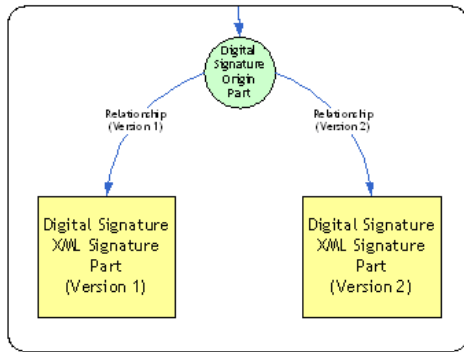 Digital
Signature
Origin
Part
Relationship
(Version 1)
Relationship
(Version 2)
Digital Signature
XML Signature
Part
(Version 1)
Digital Signature
XML Signature
Part
(Version 2)